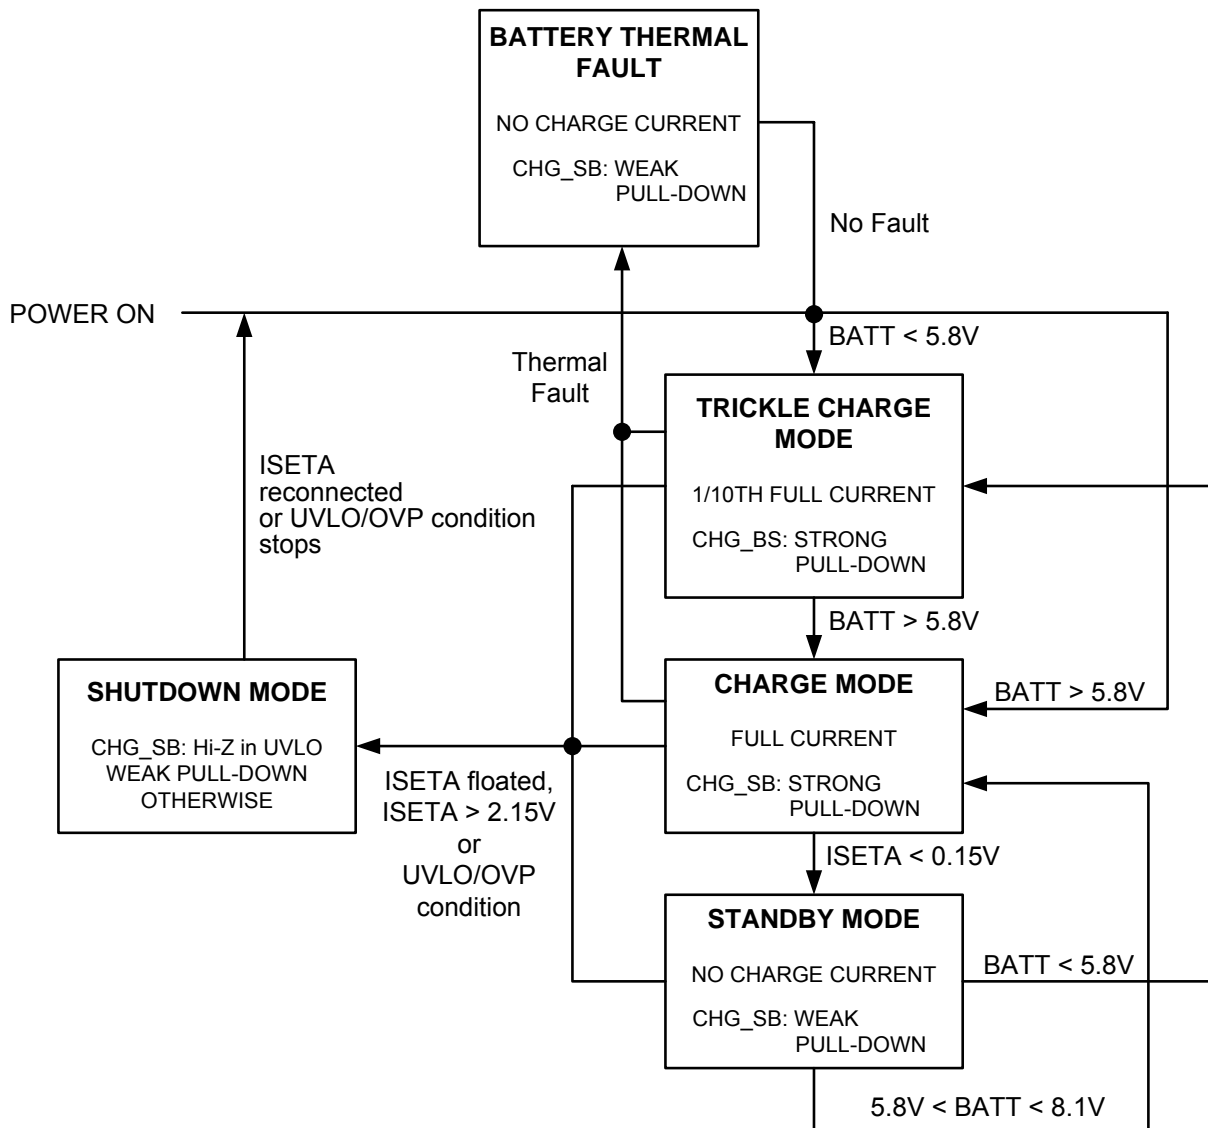 BATTERY THERMAL
FAULT
NO CHARGE CURRENT
CHG_SB: WEAK
PULL-DOWN
No Fault
POWER ON
BATT < 5.8V
Thermal
Fault
TRICKLE CHARGE
MODE
1/10TH FULL CURRENT
CHG_BS: STRONG
PULL-DOWN
ISETA
reconnected
or UVLO/OVP condition
stops
BATT > 5.8V
SHUTDOWN MODE
CHG_SB: Hi-Z in UVLO
WEAK PULL-DOWN
OTHERWISE
CHARGE MODE
FULL CURRENT
CHG_SB: STRONG
PULL-DOWN
BATT > 5.8V
ISETA floated,
ISETA > 2.15V
or
UVLO/OVP
condition
ISETA < 0.15V
STANDBY MODE
NO CHARGE CURRENT
CHG_SB: WEAK
PULL-DOWN
BATT < 5.8V
5.8V < BATT < 8.1V